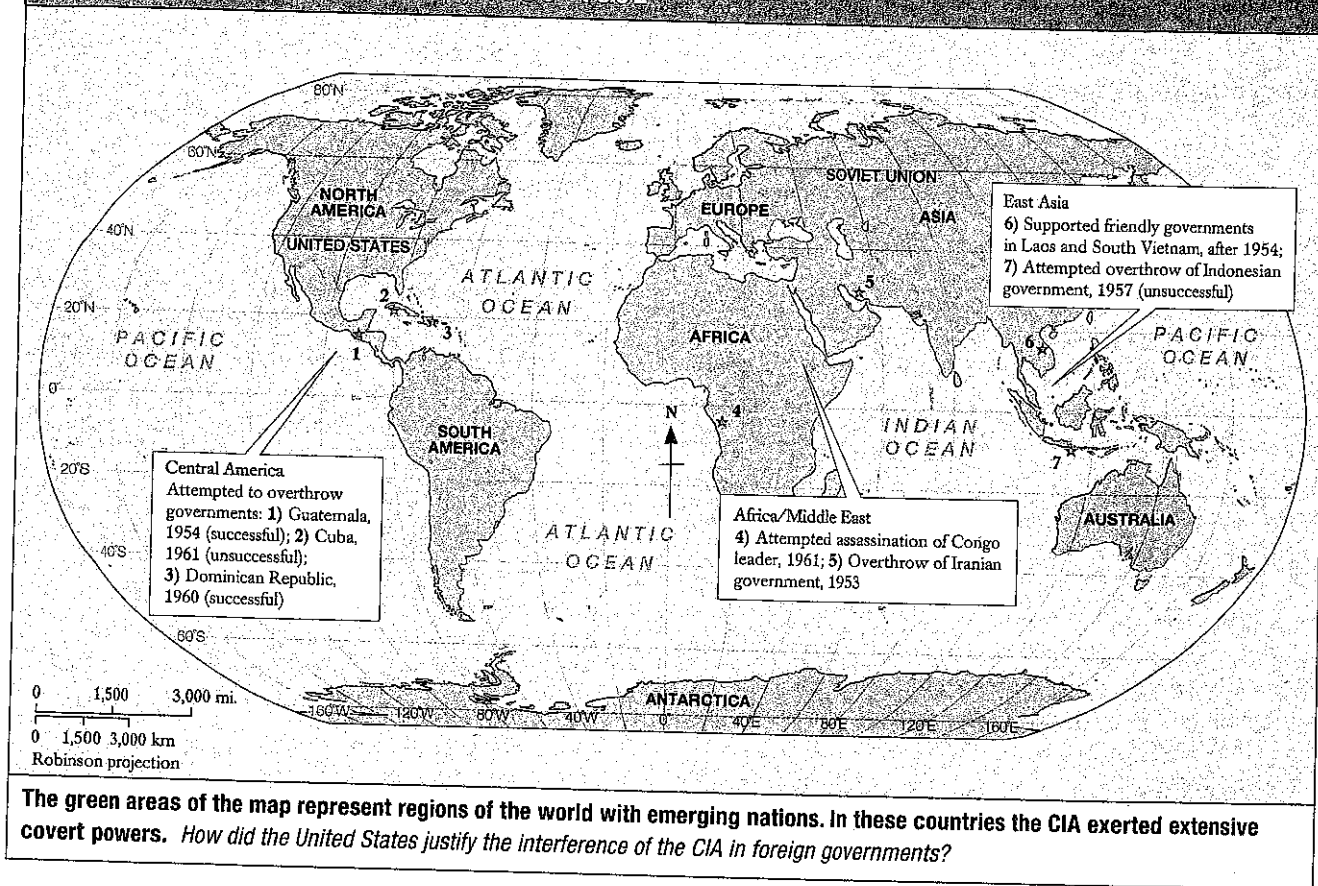 80°N
60°N
NORTH
AMERICA
SOVIET UNION
EUROPE
ASIA
40°N
UNITED STATES
ATLANTIC
OCEAN
East Asia
6) Supported friendly governments
in Laos and South Vietnam, after 1954;
7) Attempted overthrow of Indonesian
government, 1957 (unsuccessful)
5
2
20°N
3
PACIFIC
OCEAN
1
AFRICA
6
PACIFIC
OCEAN
0°
N
4
INDIAN
OCEAN
SOUTH
AMERICA
7
20°S
Central America
Attempted to overthrow
governments: 1) Guatemala,
1954 (successful); 2) Cuba,
1961 (unsuccessful);
3) Dominican Republic,
1960 (successful)
Africa/Middle East
4) Attempted assassination of Congo
leader, 1961; 5) Overthrow of Iranian
government, 1953
AUSTRALIA
ATLANTIC
OCEAN
40°S
60°S
ANTARCTICA
160°W 120°W 80°W 40°W 0° 40°E 80°E 120°E 160°E
0 1,500 3,000 mi.
0 1,500 3,000 km
Robinson projection
The green areas of the map represent regions of the world with emerging nations. In these countries the CIA exerted extensive
covert powers. How did the United States justify the interference of the CIA in foreign governments?